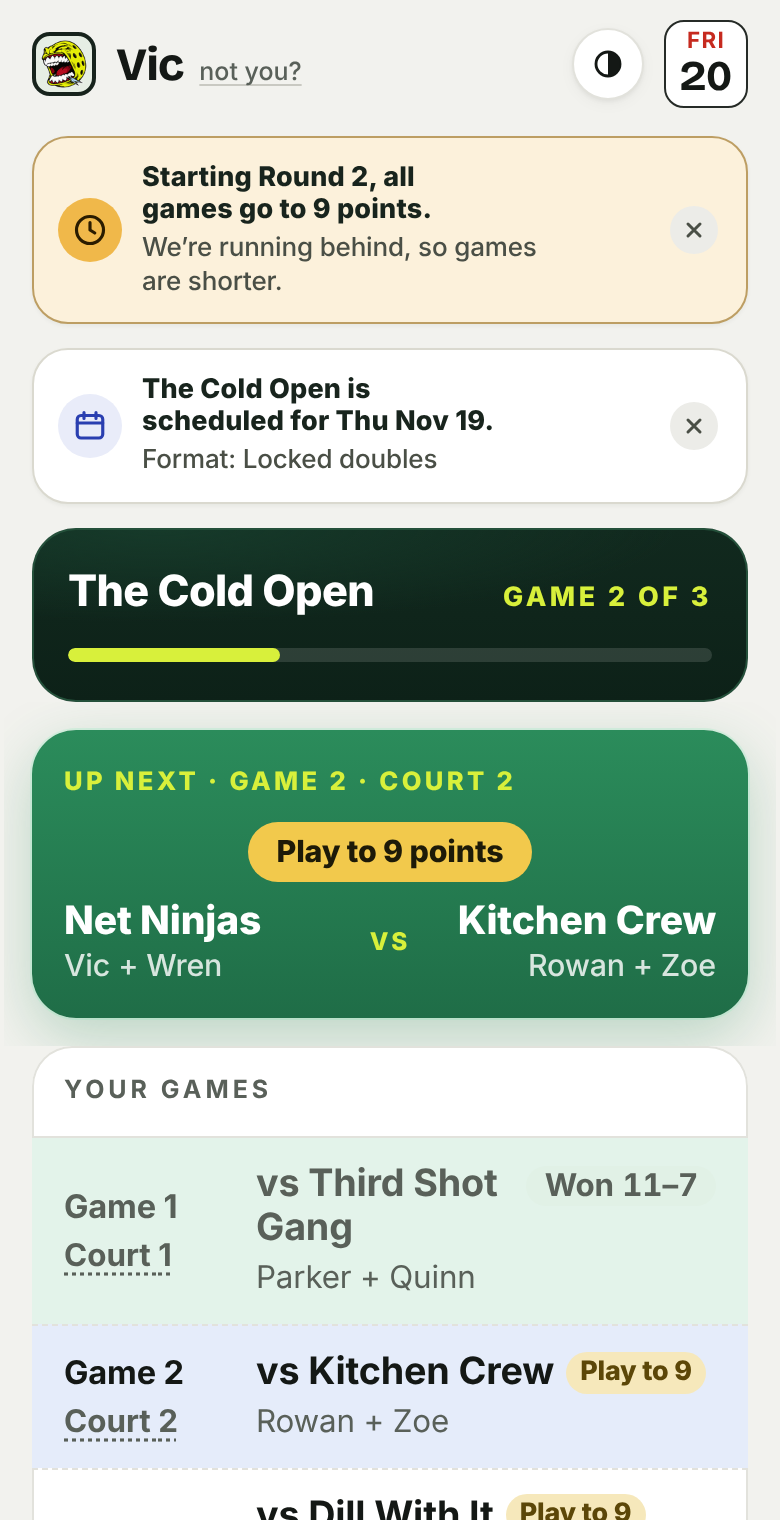 Vic not you?
FRI
20
Starting Round 2, all
games go to 9 points.
We’re running behind, so games
are shorter.
The Cold Open is
scheduled for Thu Nov 19.
Format: Locked doubles
The Cold Open GAME 2 OF 3
UP NEXT · GAME 2 · COURT 2
Play to 9 points
Net Ninjas VS Kitchen Crew
Vic + Wren Rowan + Zoe
YOUR GAMES
Game 1 vs Third Shot Won 11–7
Court 1 Gang
Parker + Quinn
Game 2 vs Kitchen Crew Play to 9
Court 2 Rowan + Zoe
vs Dill With It Play to 9